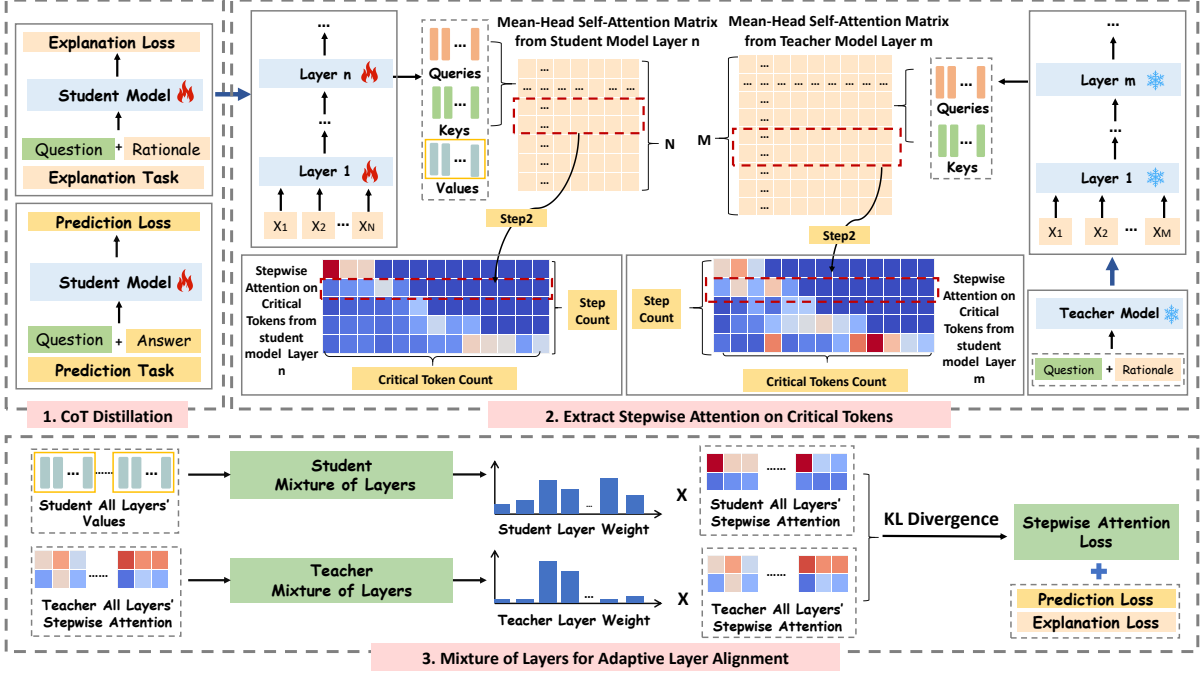 Explanation Loss
Student Model
Question + Rationale
Explanation Task
Prediction Loss
Student Model
Question + Answer
Prediction Task
1. CoT Distillation
...
Layer n
...
Layer 1
X1 X2 ... XN
...
Queries
...
Keys
...
Values
Mean-Head Self-Attention Matrix
from Student Model Layer n
...
... ... ... ... ... ...
...
...
...
...
N
Step2
Mean-Head Self-Attention Matrix
from Teacher Model Layer m
...
... ... ... ... ... ... ...
...
...
...
...
...
M
Step2
...
Queries
...
Keys
...
Layer m
...
Layer 1
X1 X2 ... XM
Teacher Model
Question + Rationale
Stepwise
Attention on
Critical
Tokens from
student
model Layer
n
Step
Count
Critical Token Count
Step
Count
Stepwise
Attention on
Critical
Tokens from
student
model Layer
m
Critical Tokens Count
2. Extract Stepwise Attention on Critical Tokens
... ...... ...
Student All Layers'
Values
Student
Mixture of Layers
...
Student Layer Weight
X
......
Student All Layers'
Stepwise Attention
......
Teacher All Layers'
Stepwise Attention
Teacher
Mixture of Layers
...
Teacher Layer Weight
X
......
Teacher All Layers'
Stepwise Attention
KL Divergence
Stepwise Attention
Loss
+
Prediction Loss
Explanation Loss
3. Mixture of Layers for Adaptive Layer Alignment